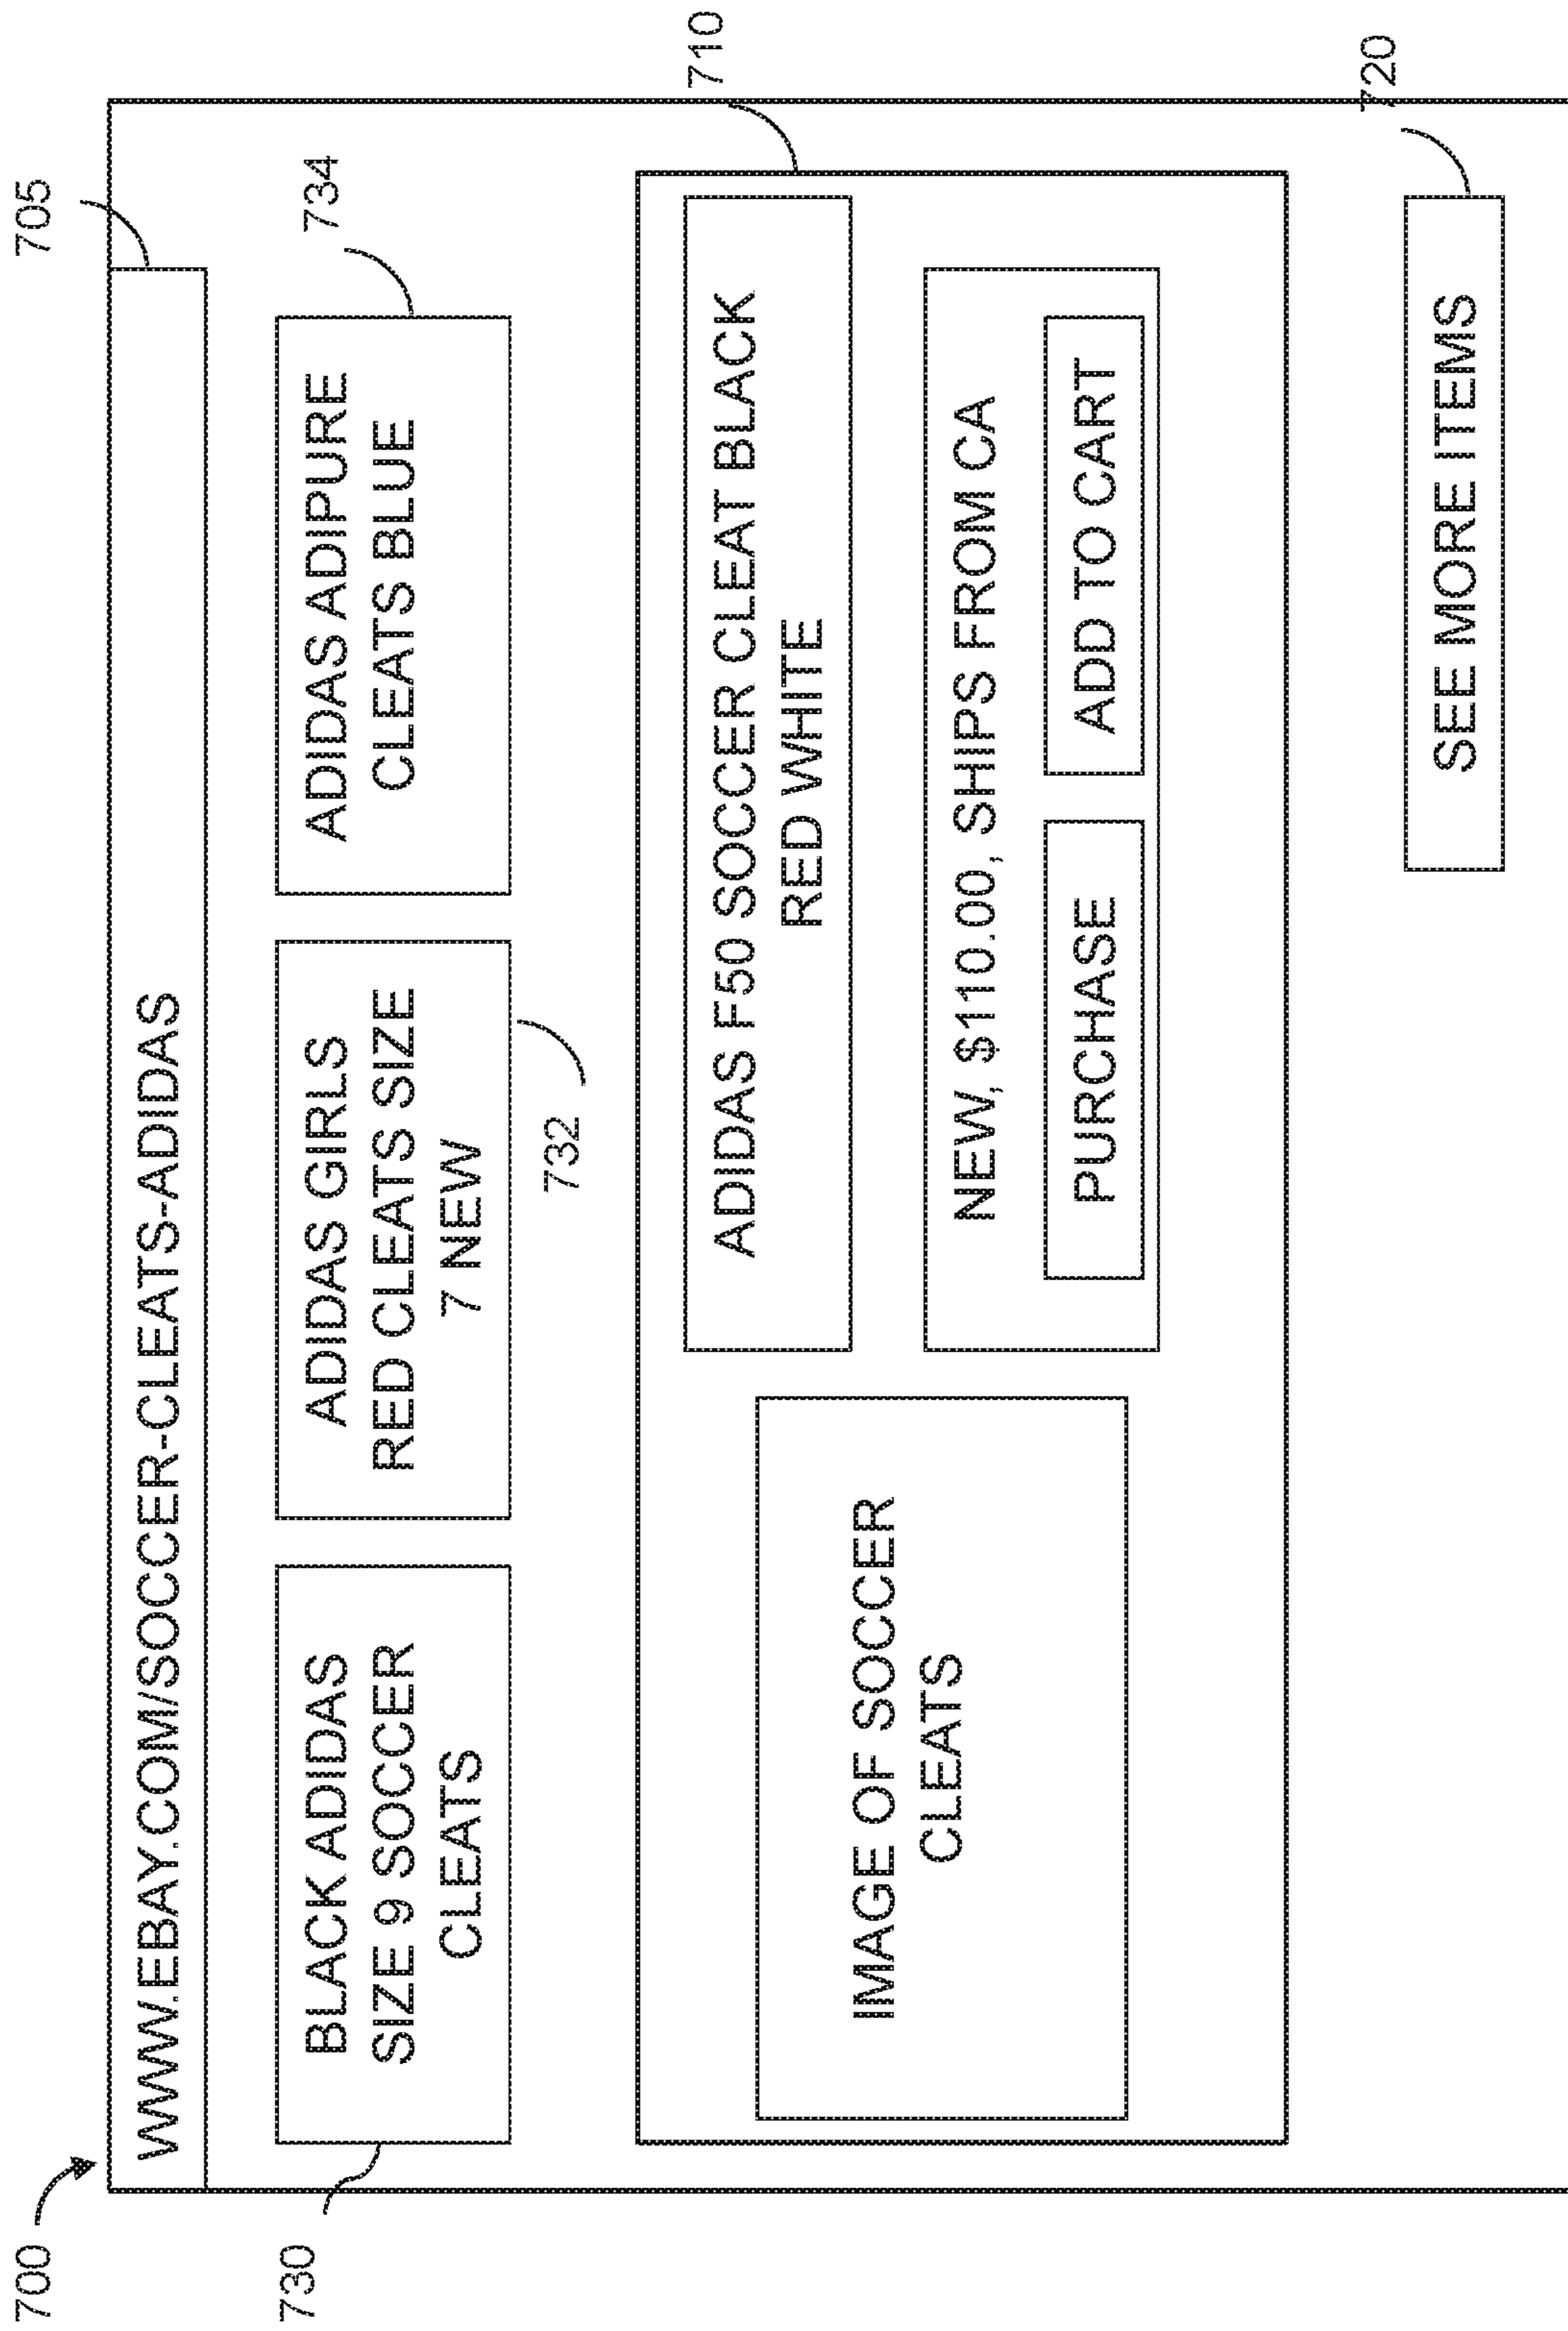 700
705
WWW.EBAY.COM/SOCCER-CLEATS-ADIDAS
730
BLACK ADIDAS
SIZE 9 SOCCER
CLEATS
ADIDAS GIRLS
RED CLEATS SIZE
7 NEW
732
ADIDAS ADIPURE
CLEATS BLUE
734
710
IMAGE OF SOCCER
CLEATS
ADIDAS F50 SOCCER CLEAT BLACK
RED WHITE
NEW, $110.00, SHIPS FROM CA
PURCHASE
ADD TO CART
720
SEE MORE ITEMS